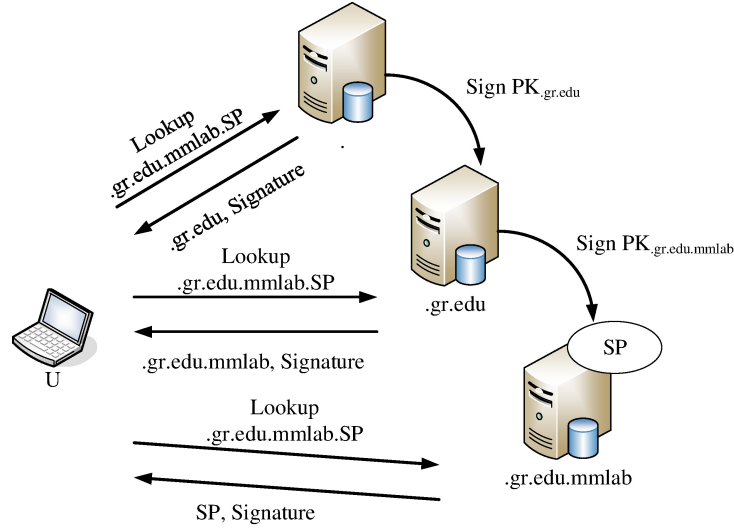 Sign PK.gr.edu
Lookup
.gr.edu.mmlab.SP
.
.gr.edu, Signature
Sign PK.gr.edu.mmlab
Lookup
.gr.edu.mmlab.SP
.gr.edu
.gr.edu.mmlab, Signature
SP
U
Lookup
.gr.edu.mmlab.SP
.gr.edu.mmlab
SP, Signature